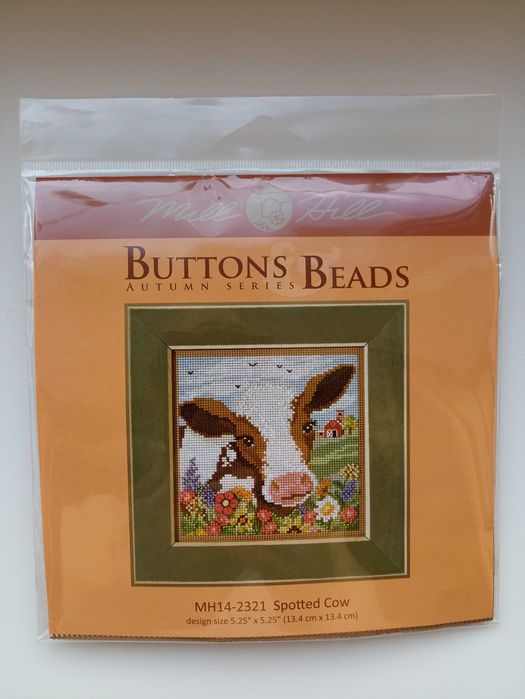 Mill Hill
BUTTONS & BEADS
AUTUMN SERIES
MH14-2321 Spotted Cow
design size 5.25" x 5.25" (13.4 cm x 13.4 cm)